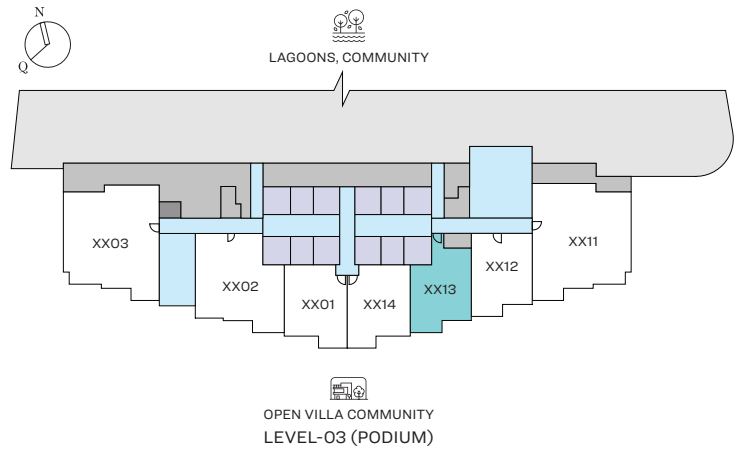 N
Q
LAGOONS, COMMUNITY
XX03
XX11
XX12
XX02
XX13
XX01
XX14
OPEN VILLA COMMUNITY
LEVEL-03 (PODIUM)